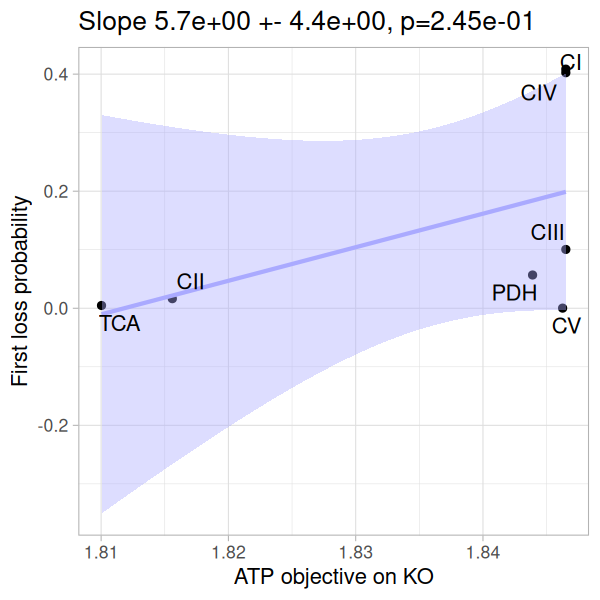 Slope 5.7e+00 +- 4.4e+00, p=2.45e-01
First loss probability
0.4
0.2
0.0
-0.2
CI
CIV
CIII
CII
PDH
TCA
CV
1.81
1.82
1.83
1.84
ATP objective on KO